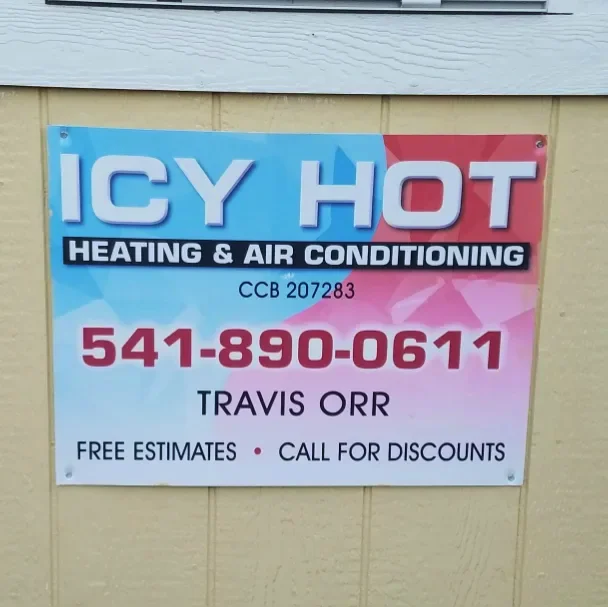 ICY HOT
HEATING & AIR CONDITIONING
CCB 207283
541-890-0611
TRAVIS ORR
FREE ESTIMATES • CALL FOR DISCOUNTS